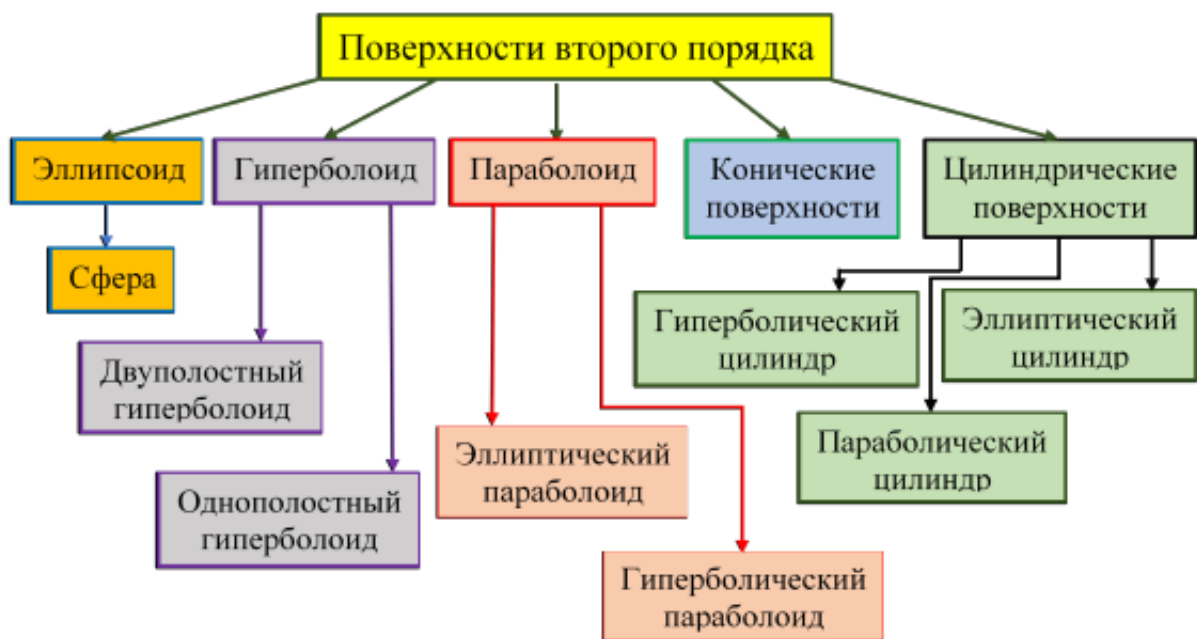 Поверхности второго порядка
Эллипсоид
Гиперболоид
Параболоид
Конические
поверхности
Цилиндрические
поверхности
Сфера
Гиперболический
цилиндр
Эллиптический
цилиндр
Двуполостный
гиперболоид
Параболический
цилиндр
Эллиптический
параболоид
Однополостный
гиперболоид
Гиперболический
параболоид